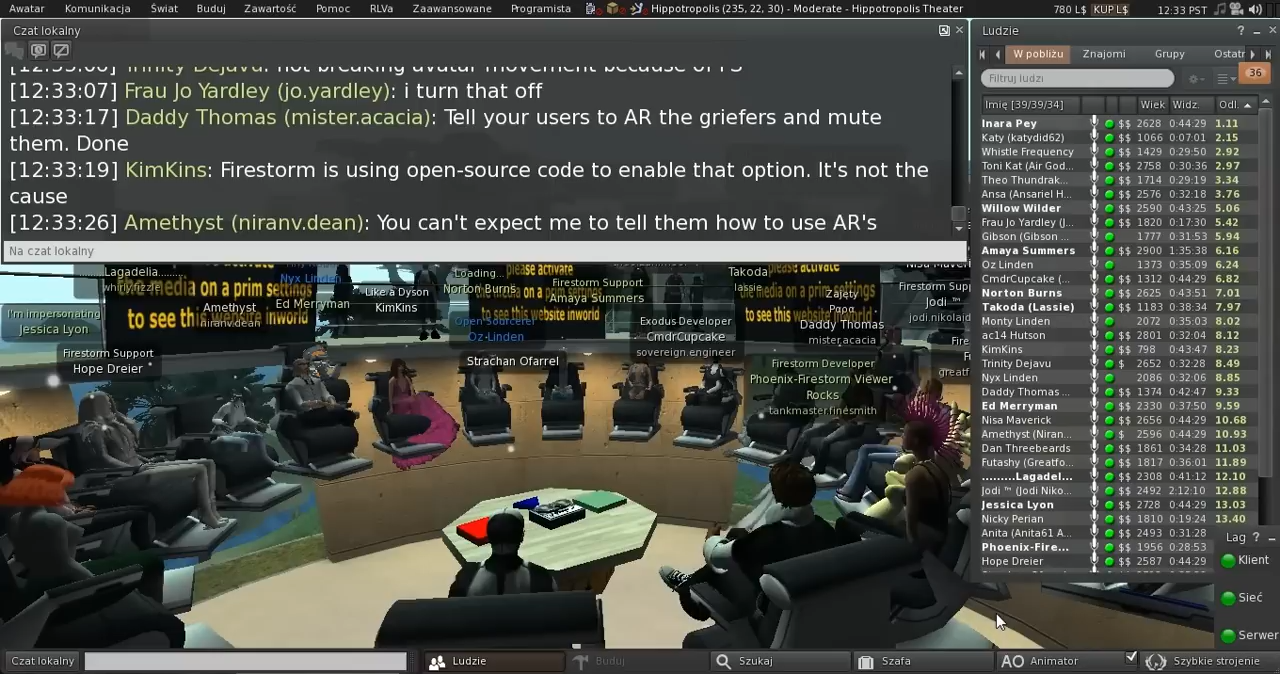 Awatar Komunikacja Świat Buduj Zawartość Pomoc RLVa Zaawansowane Programista Hippotropolis (235, 22, 30) - Moderate - Hippotropolis Theater 780 L$ KUP L$ 12:33 PST
Czat lokalny
[12:33:07] Frau Jo Yardley (jo.yardley): i turn that off
[12:33:17] Daddy Thomas (mister.acacia): Tell your users to AR the griefers and mute
them. Done
[12:33:19] KimKins: Firestorm is using open-source code to enable that option. It's not the
cause
[12:33:26] Amethyst (niranv.dean): You can't expect me to tell them how to use AR's
Na czat lokalny
Lagadelia.......
whirly.fizzle
Nyx Linden
Amethyst
niranv.dean
Ed Merryman
Like a Dyson
KimKins
Loading...
Norton Burns
please activate
the media on a prim settings
to see this website inworld
Firestorm Support
Amaya Summers
Takoda
lassie
Zajęty
Papa
Daddy Thomas
mister.acacia
Jodi ™
I'm impersonating
Jessica Lyon
Firestorm Support
Hope Dreier
Oz Linden
Strachan Ofarrel
Exodus Developer
CmdrCupcake
sovereign.engineer
Firestorm Developer
Phoenix-Firestorm Viewer
Rocks
tankmaster.finesmith
Ludzie
W pobliżu Znajomi Grupy Ostatr
Filtruj ludzi
36
Imię [39/39/34] Wiek Widz. Odl.
Inara Pey 2628 0:44:29 1.11
Katy (katydid62) $$ 1066 0:07:01 2.15
Whistle Frequency $$ 1429 0:29:50 2.92
Toni Kat (Air God... $$ 2758 0:30:36 2.97
Theo Thundrak... $$ 1714 0:29:19 3.34
Ansa (Ansariel H... $$ 2576 0:32:18 3.76
Willow Wilder $$ 2590 0:43:25 5.06
Frau Jo Yardley (J... $$ 1820 0:17:30 5.42
Gibson (Gibson ... 1777 0:31:53 5.94
Amaya Summers $$ 2900 1:35:38 6.16
Oz Linden 1373 0:35:09 6.24
CmdrCupcake (... $$ 1312 0:44:29 6.82
Norton Burns $$ 2625 0:43:51 7.01
Takoda (Lassie) $$ 1183 0:38:34 7.97
Monty Linden 2072 0:35:03 8.02
ac14 Hutson $$ 2801 0:32:04 8.12
KimKins $$ 798 0:43:47 8.23
Trinity Dejavu $ 2652 0:33:28 8.49
Nyx Linden 2086 0:32:06 8.85
Daddy Thomas ... $$ 1374 0:42:47 9.33
Ed Merryman $$ 2330 0:37:50 9.59
Nisa Maverick $$ 2656 0:44:29 10.68
Amethyst (Niran... $ 2596 0:44:29 10.93
Dan Threebeards $$ 1861 0:34:28 11.03
Futashy (Greatfo... $$ 1817 0:36:01 11.89
.........Lagadel... $$ 2308 0:41:12 12.10
Jodi ™ (Jodi Niko... $$ 2492 2:12:10 12.88
Jessica Lyon $$ 2728 0:44:29 13.03
Nicky Perian $$ 1810 0:19:24 13.40
Anita (Anita61 A... $$ 2493 0:31:28
Phoenix-Fire... $$ 1956 0:28:53
Hope Dreier $$ 2587 0:44:29
Lag
Klient
Sieć
Serwer
Czat lokalny Ludzie Buduj Szukaj Szafa AO Animator Szybkie strojenie